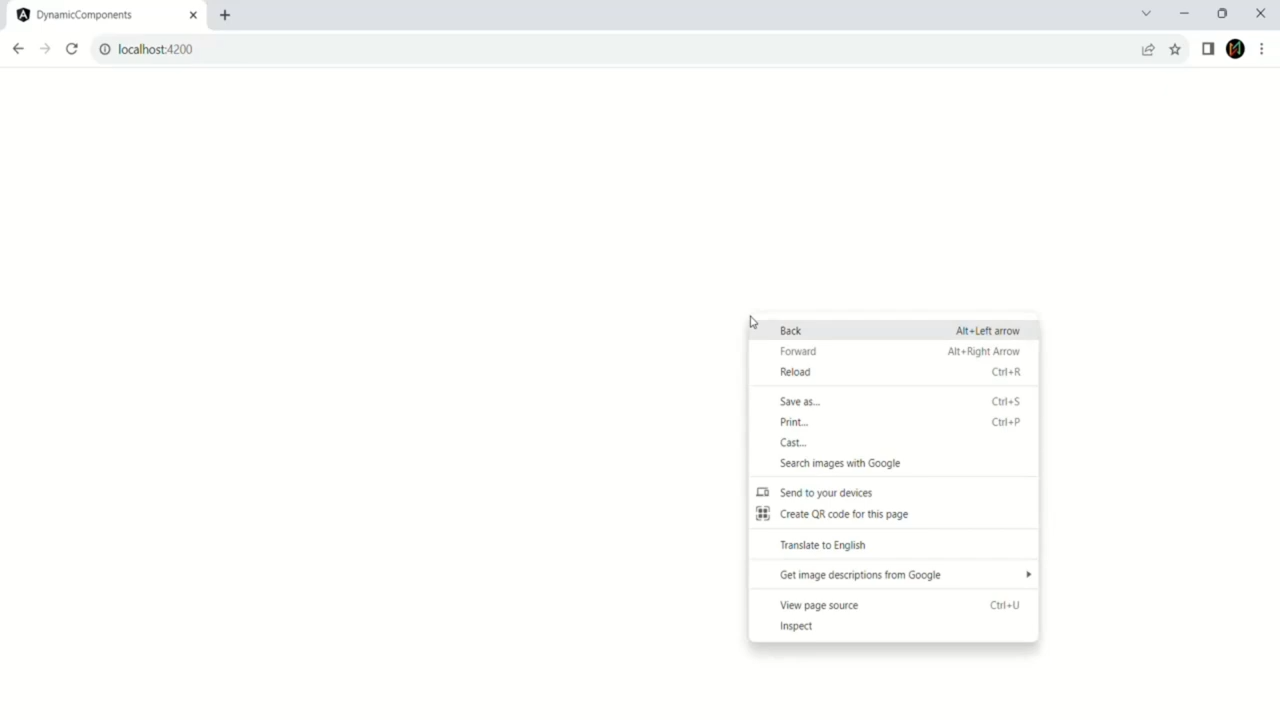 DynamicComponents
localhost:4200
Back Alt+Left arrow
Forward Alt+Right Arrow
Reload Ctrl+R
Save as... Ctrl+S
Print... Ctrl+P
Cast...
Search images with Google
Send to your devices
Create QR code for this page
Translate to English
Get image descriptions from Google
View page source Ctrl+U
Inspect